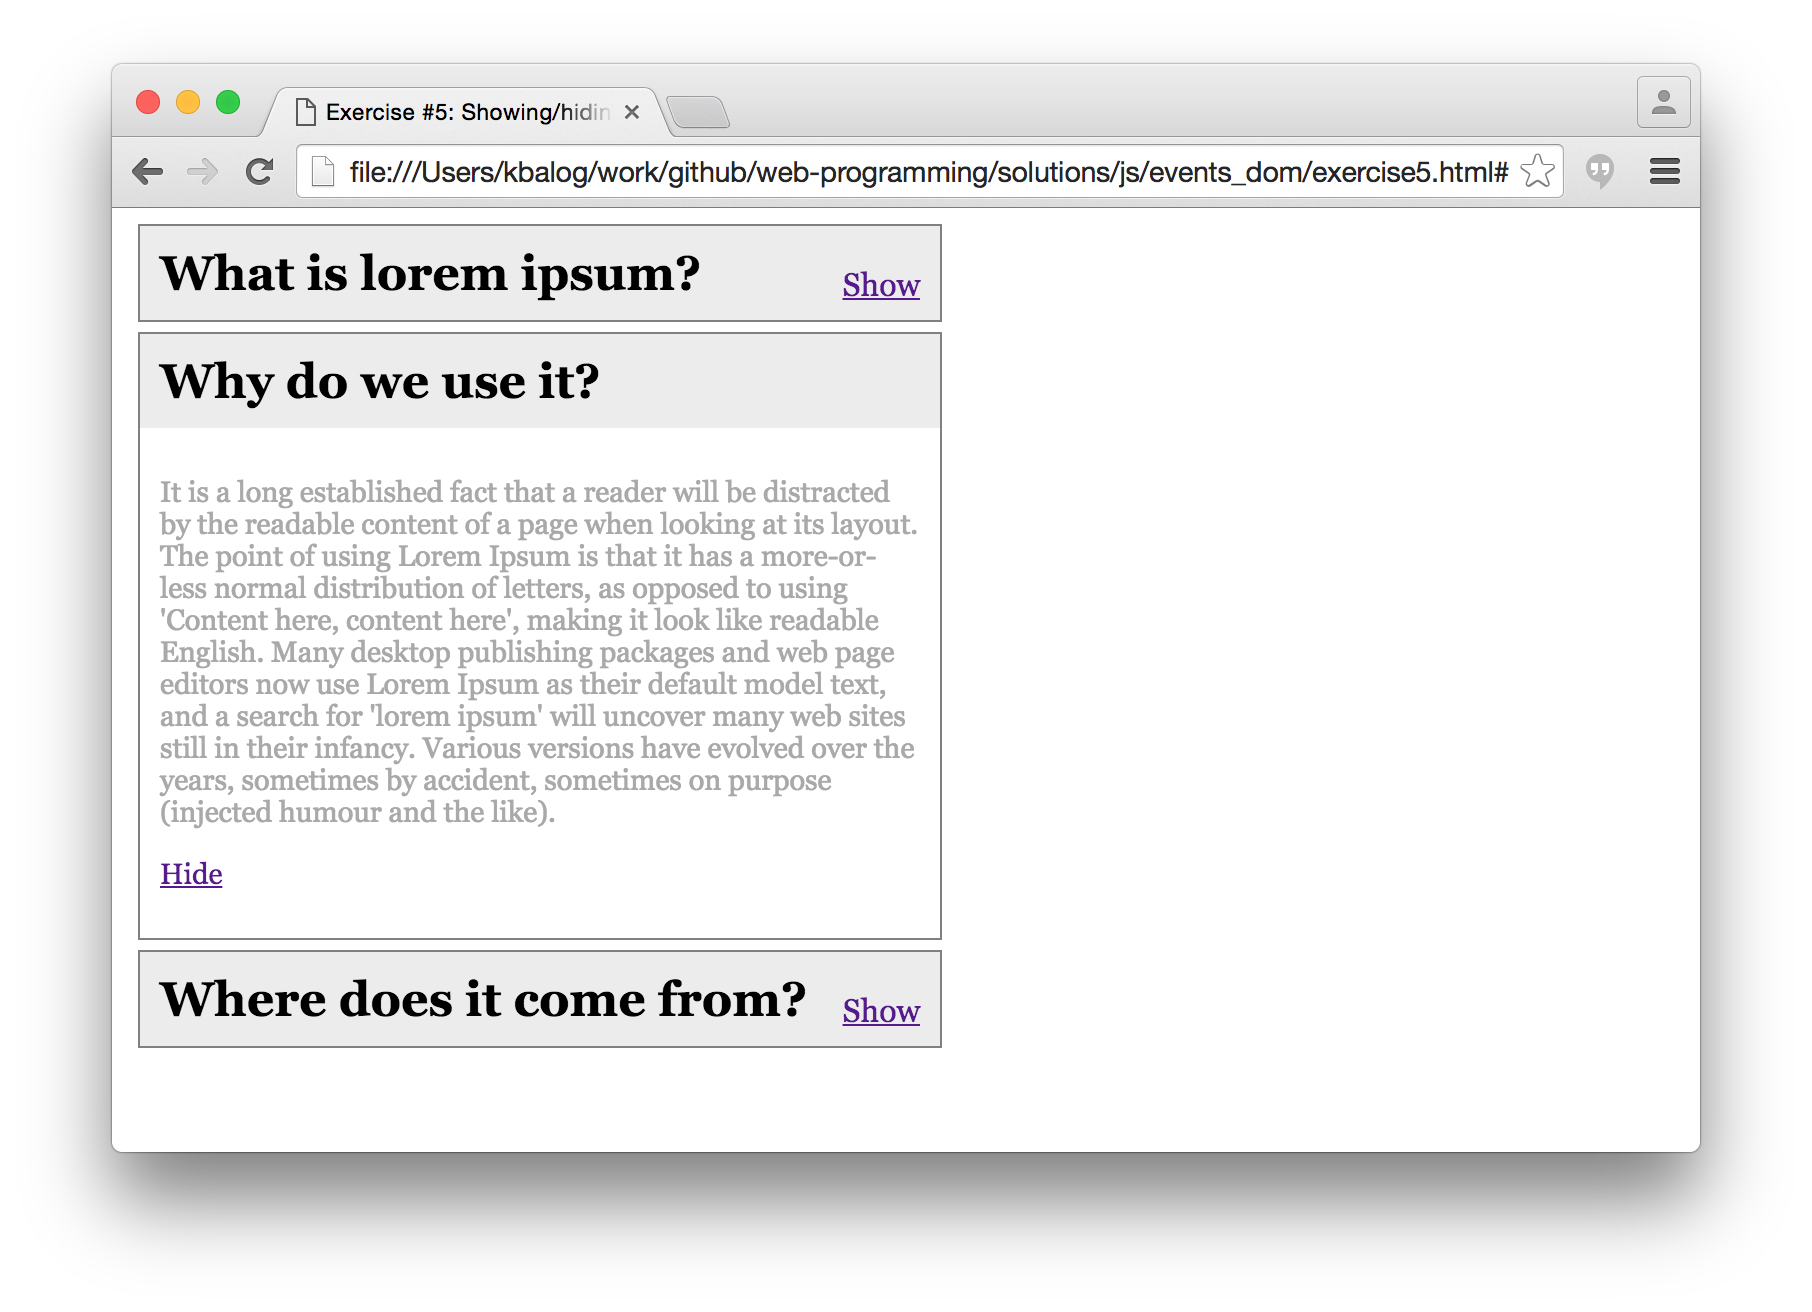 Exercise #5: Showing/hidin
file:///Users/kbalog/work/github/web-programming/solutions/js/events_dom/exercise5.html#
What is lorem ipsum? Show
Why do we use it?
It is a long established fact that a reader will be distracted
by the readable content of a page when looking at its layout.
The point of using Lorem Ipsum is that it has a more-or-
less normal distribution of letters, as opposed to using
'Content here, content here', making it look like readable
English. Many desktop publishing packages and web page
editors now use Lorem Ipsum as their default model text,
and a search for 'lorem ipsum' will uncover many web sites
still in their infancy. Various versions have evolved over the
years, sometimes by accident, sometimes on purpose
(injected humour and the like).
Hide
Where does it come from? Show